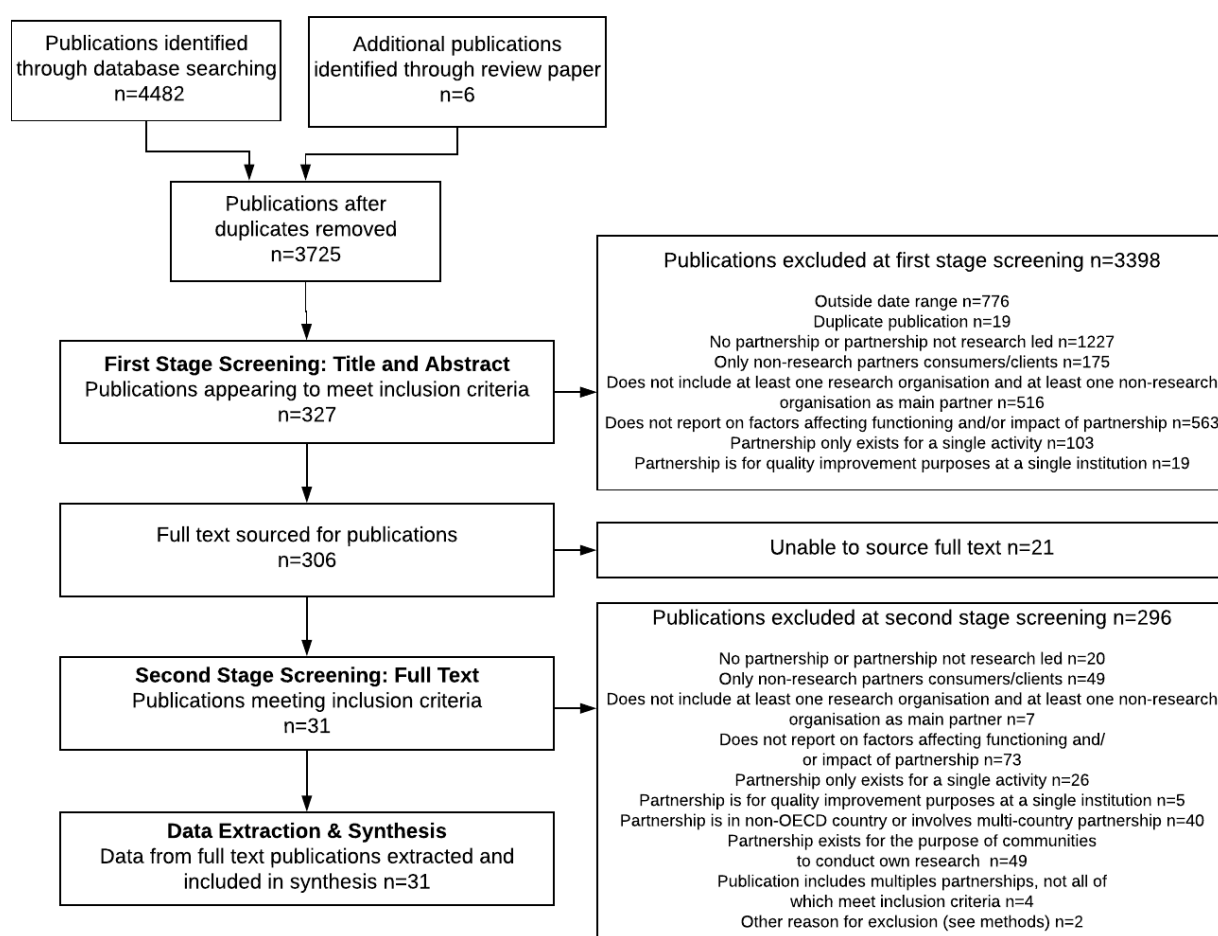 Publications identified
through database searching
n=4482
Additional publications
identified through review paper
n=6
Publications after
duplicates removed
n=3725
Publications excluded at first stage screening n=3398
Outside date range n=776
Duplicate publication n=19
No partnership or partnership not research led n=1227
Only non-research partners consumers/clients n=175
Does not include at least one research organisation and at least one non-research
organisation as main partner n=516
Does not report on factors affecting functioning and/or impact of partnership n=563
Partnership only exists for a single activity n=103
Partnership is for quality improvement purposes at a single institution n=19
First Stage Screening: Title and Abstract
Publications appearing to meet inclusion criteria
n=327
Full text sourced for publications
n=306
Unable to source full text n=21
Second Stage Screening: Full Text
Publications meeting inclusion criteria
n=31
Publications excluded at second stage screening n=296
No partnership or partnership not research led n=20
Only non-research partners consumers/clients n=49
Does not include at least one research organisation and at least one non-research
organisation as main partner n=7
Does not report on factors affecting functioning and/
or impact of partnership n=73
Partnership only exists for a single activity n=26
Partnership is for quality improvement purposes at a single institution n=5
Partnership is in non-OECD country or involves multi-country partnership n=40
Partnership exists for the purpose of communities
to conduct own research n=49
Publication includes multiples partnerships, not all of
which meet inclusion criteria n=4
Other reason for exclusion (see methods) n=2
Data Extraction & Synthesis
Data from full text publications extracted and
included in synthesis n=31